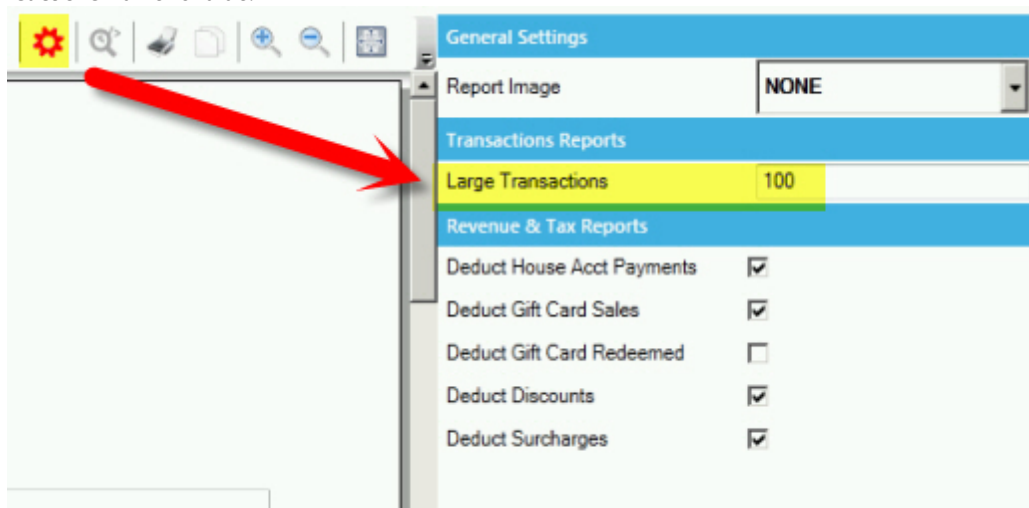 General Settings
Report Image NONE
Transactions Reports
Large Transactions 100
Revenue & Tax Reports
Deduct House Acct Payments
Deduct Gift Card Sales
Deduct Gift Card Redeemed
Deduct Discounts
Deduct Surcharges